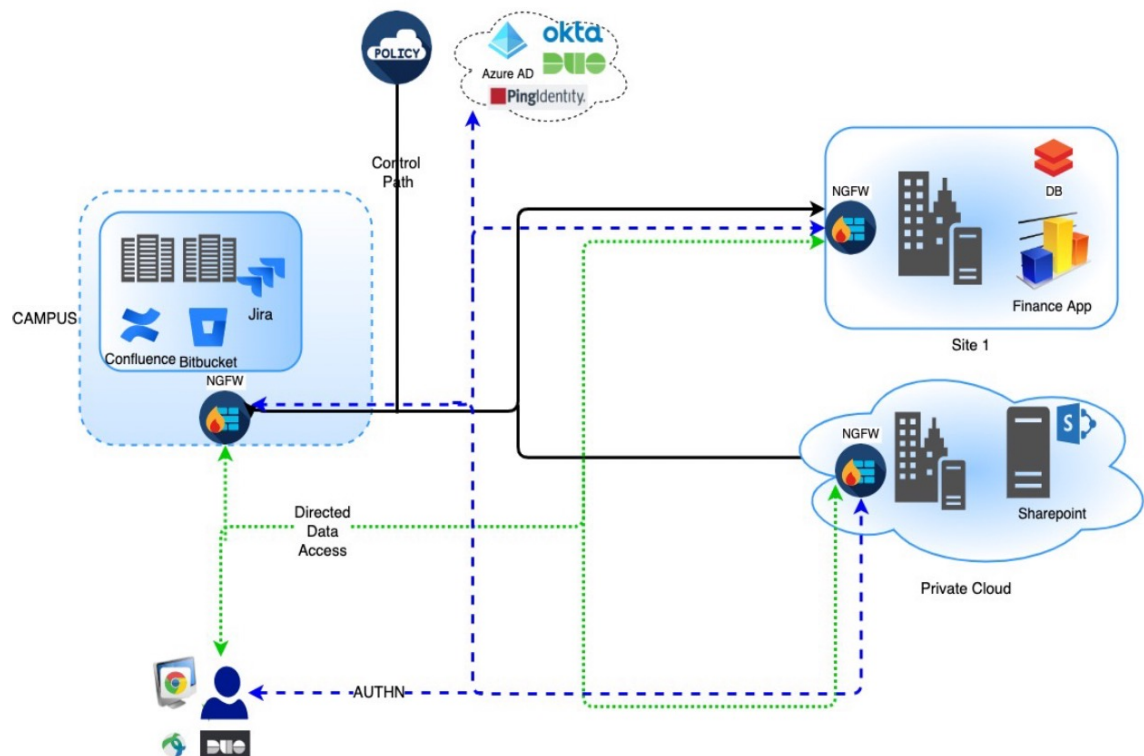 POLICY
okta
Azure AD
DUO
PingIdentity.
Control
Path
NGFW
DB
Finance App
Site 1
CAMPUS
Jira
Confluence
Bitbucket
NGFW
NGFW
S
Sharepoint
Private Cloud
Directed
Data
Access
AUTHN
DUO